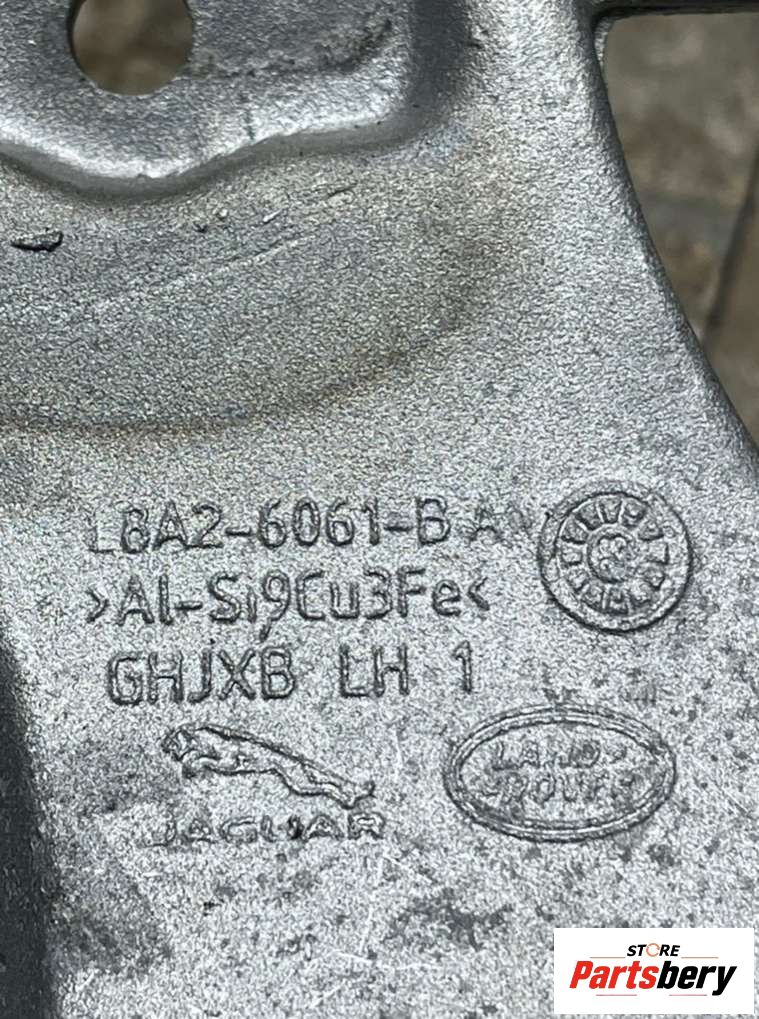 L8A2-6061-BA
>Al-Si9Cu3Fe<
GHJXB LH 1
JAGUAR
LAND
ROVER
STORE
Partsbery